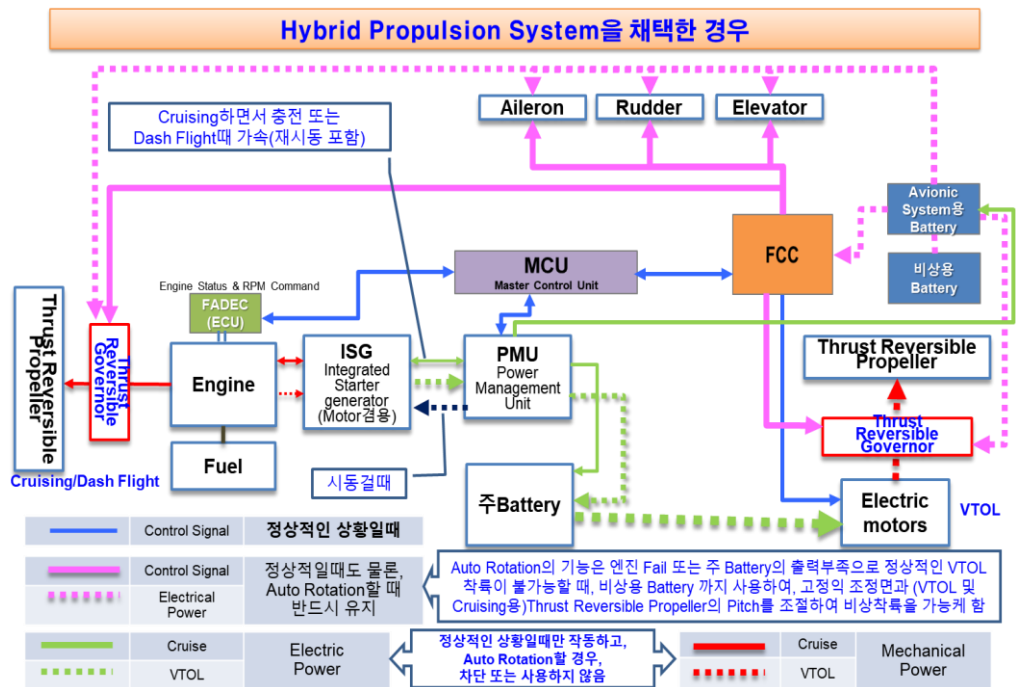 Hybrid Propulsion System을 채택한 경우
Cruising하면서 충전 또는
Dash Flight때 가속(재시동 포함)
Aileron
Rudder
Elevator
Avionic
System용
Battery
비상용
Battery
FCC
MCU
Master Control Unit
Engine Status & RPM Command
FADEC
(ECU)
Thrust Reversible
Propeller
Thrust
Reversible
Governor
Engine
ISG
Integrated
Starter
generator
(Motor겸용)
PMU
Power
Management
Unit
Thrust Reversible
Propeller
Thrust
Reversible
Governor
Fuel
Cruising/Dash Flight
시동걸때
주Battery
Electric
motors
VTOL
Control Signal
정상적인 상황일때
Control Signal
Electrical
Power
정상적일때도 물론,
Auto Rotation할 때
반드시 유지
Auto Rotation의 기능은 엔진 Fail 또는 주 Battery의 출력부족으로 정상적인 VTOL
착륙이 불가능할 때, 비상용 Battery 까지 사용하여, 고정익 조정면과 (VTOL 및
Cruising용)Thrust Reversible Propeller의 Pitch를 조절하여 비상착륙을 가능케 함
Cruise
VTOL
Electric
Power
정상적인 상황일때만 작동하고,
Auto Rotation할 경우,
차단 또는 사용하지 않음
Cruise
VTOL
Mechanical
Power